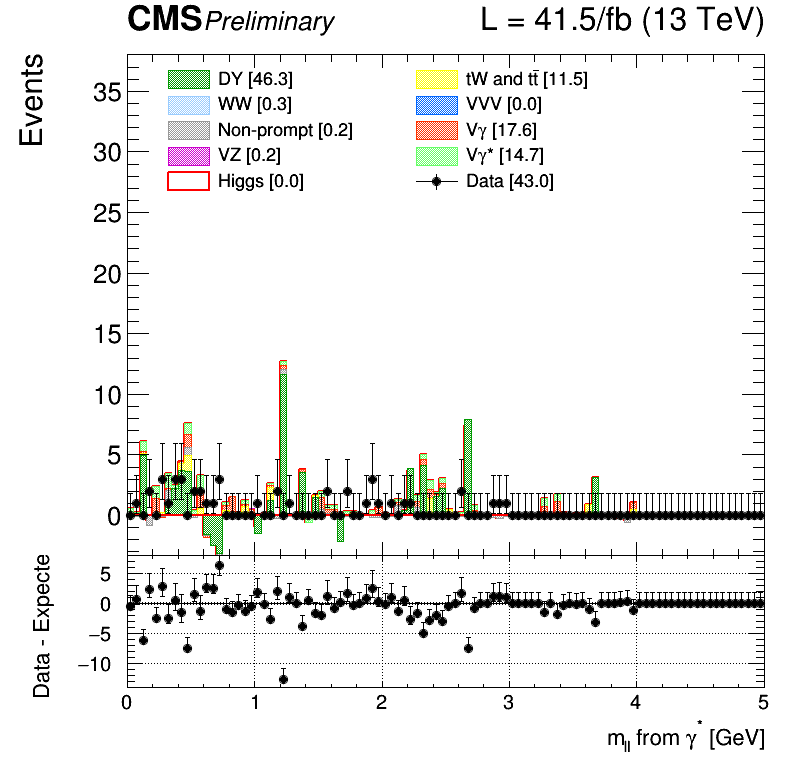 CMS Preliminary L = 41.5/fb (13 TeV)
Events
35
30
25
20
15
10
5
0
DY [46.3]
WW [0.3]
Non-prompt [0.2]
VZ [0.2]
Higgs [0.0]
tW and tt̄ [11.5]
VVV [0.0]
Vγ [17.6]
Vγ* [14.7]
Data [43.0]
Data - Expecte
5
0
−5
−10
0 1 2 3 4 5
m_ll from γ* [GeV]